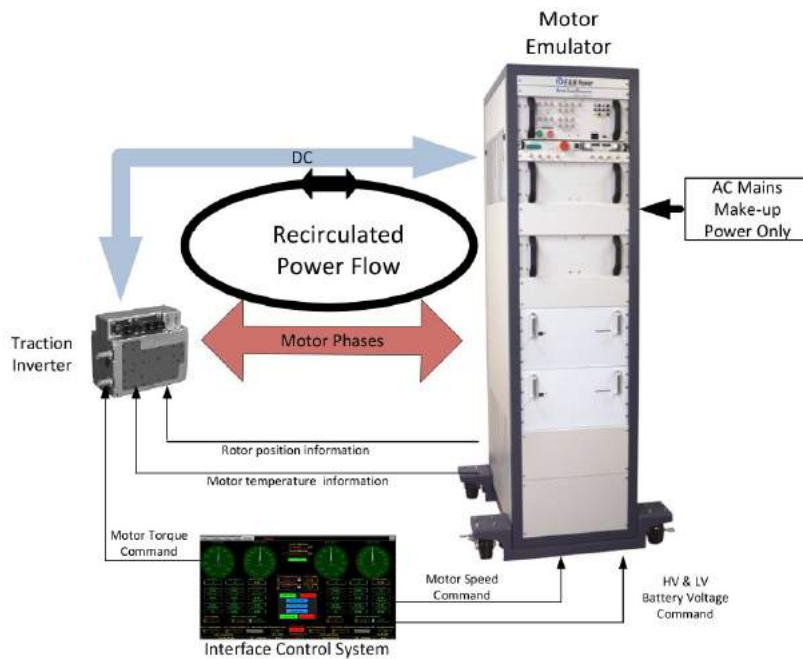 Motor
Emulator
DC
Recirculated
Power Flow
AC Mains
Make-up
Power Only
Traction
Inverter
Motor Phases
Rotor position information
Motor temperature information
Motor Torque
Command
Motor Speed
Command
HV & LV
Battery Voltage
Command
Interface Control System